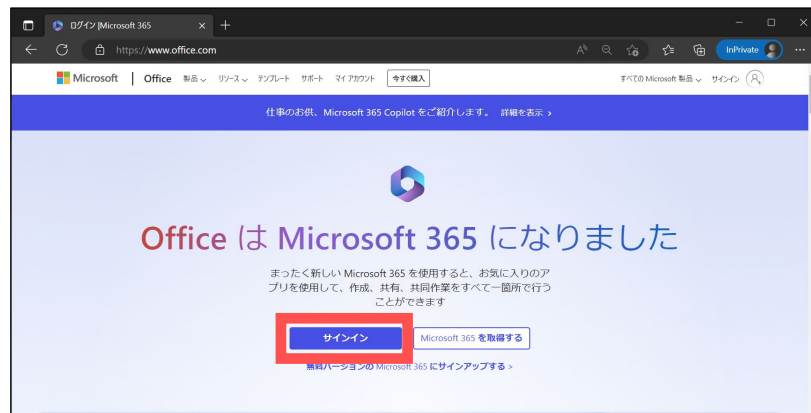 ログイン |Microsoft 365
https://www.office.com
InPrivate
Microsoft Office 製品 リソース テンプレート サポート マイ アカウント 今すぐ購入 すべての Microsoft 製品 サインイン
仕事のお供、Microsoft 365 Copilot をご紹介します。 詳細を表示 >
Office は Microsoft 365 になりました
まったく新しい Microsoft 365 を使用すると、お気に入りのア
プリを使用して、作成、共有、共同作業をすべて一箇所で行う
ことができます
サインイン Microsoft 365 を取得する
無料バージョンの Microsoft 365 にサインアップする >